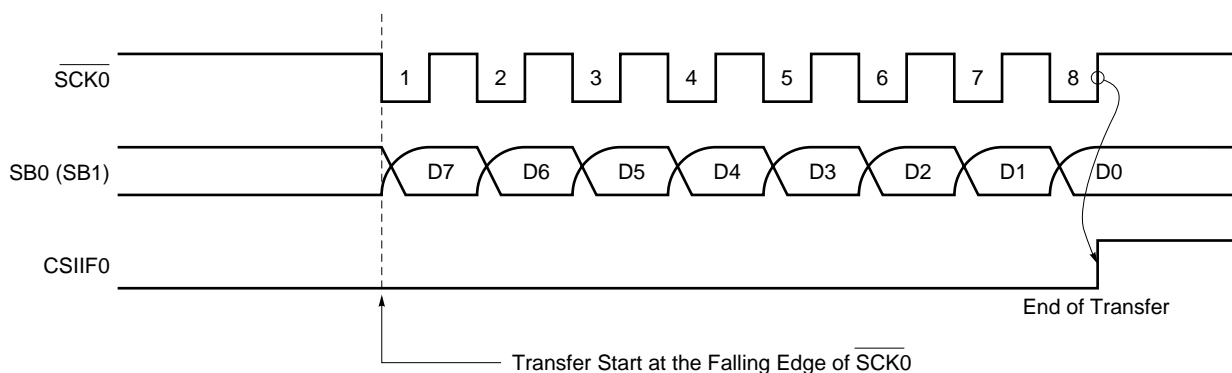 SCK0
1 2 3 4 5 6 7 8
SB0 (SB1)
D7 D6 D5 D4 D3 D2 D1 D0
CSIIF0
End of Transfer
Transfer Start at the Falling Edge of SCK0